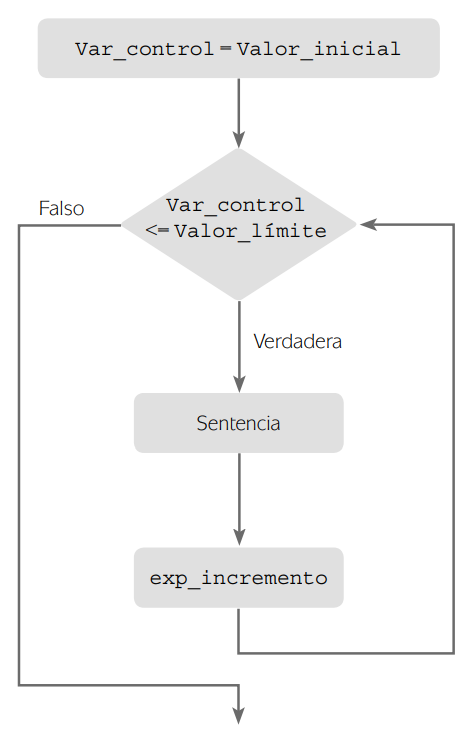 Var_control = Valor_inicial
Falso
Var_control
<= Valor_límite
Verdadera
Sentencia
exp_incremento